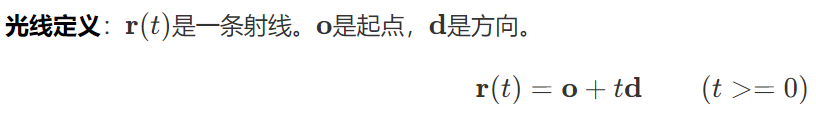 光线定义：r(t)是一条射线。o是起点，d是方向。
r(t) = o + td (t >= 0)